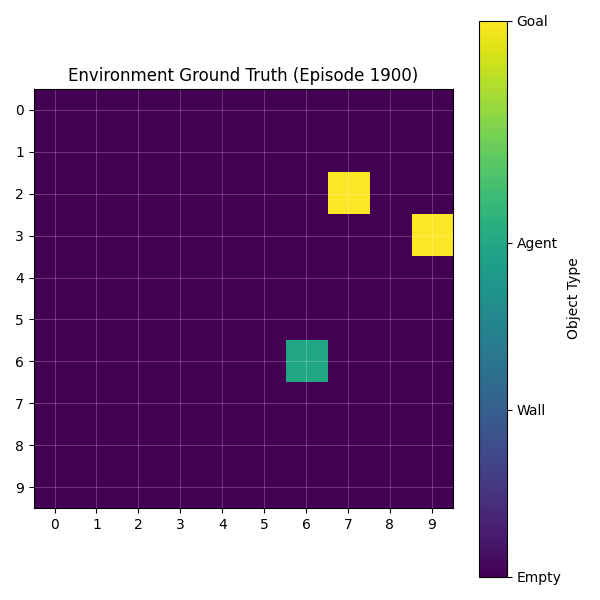 Environment Ground Truth (Episode 1900)
0
1
2
3
4
5
6
7
8
9
0 1 2 3 4 5 6 7 8 9
Goal
Agent
Wall
Empty
Object Type